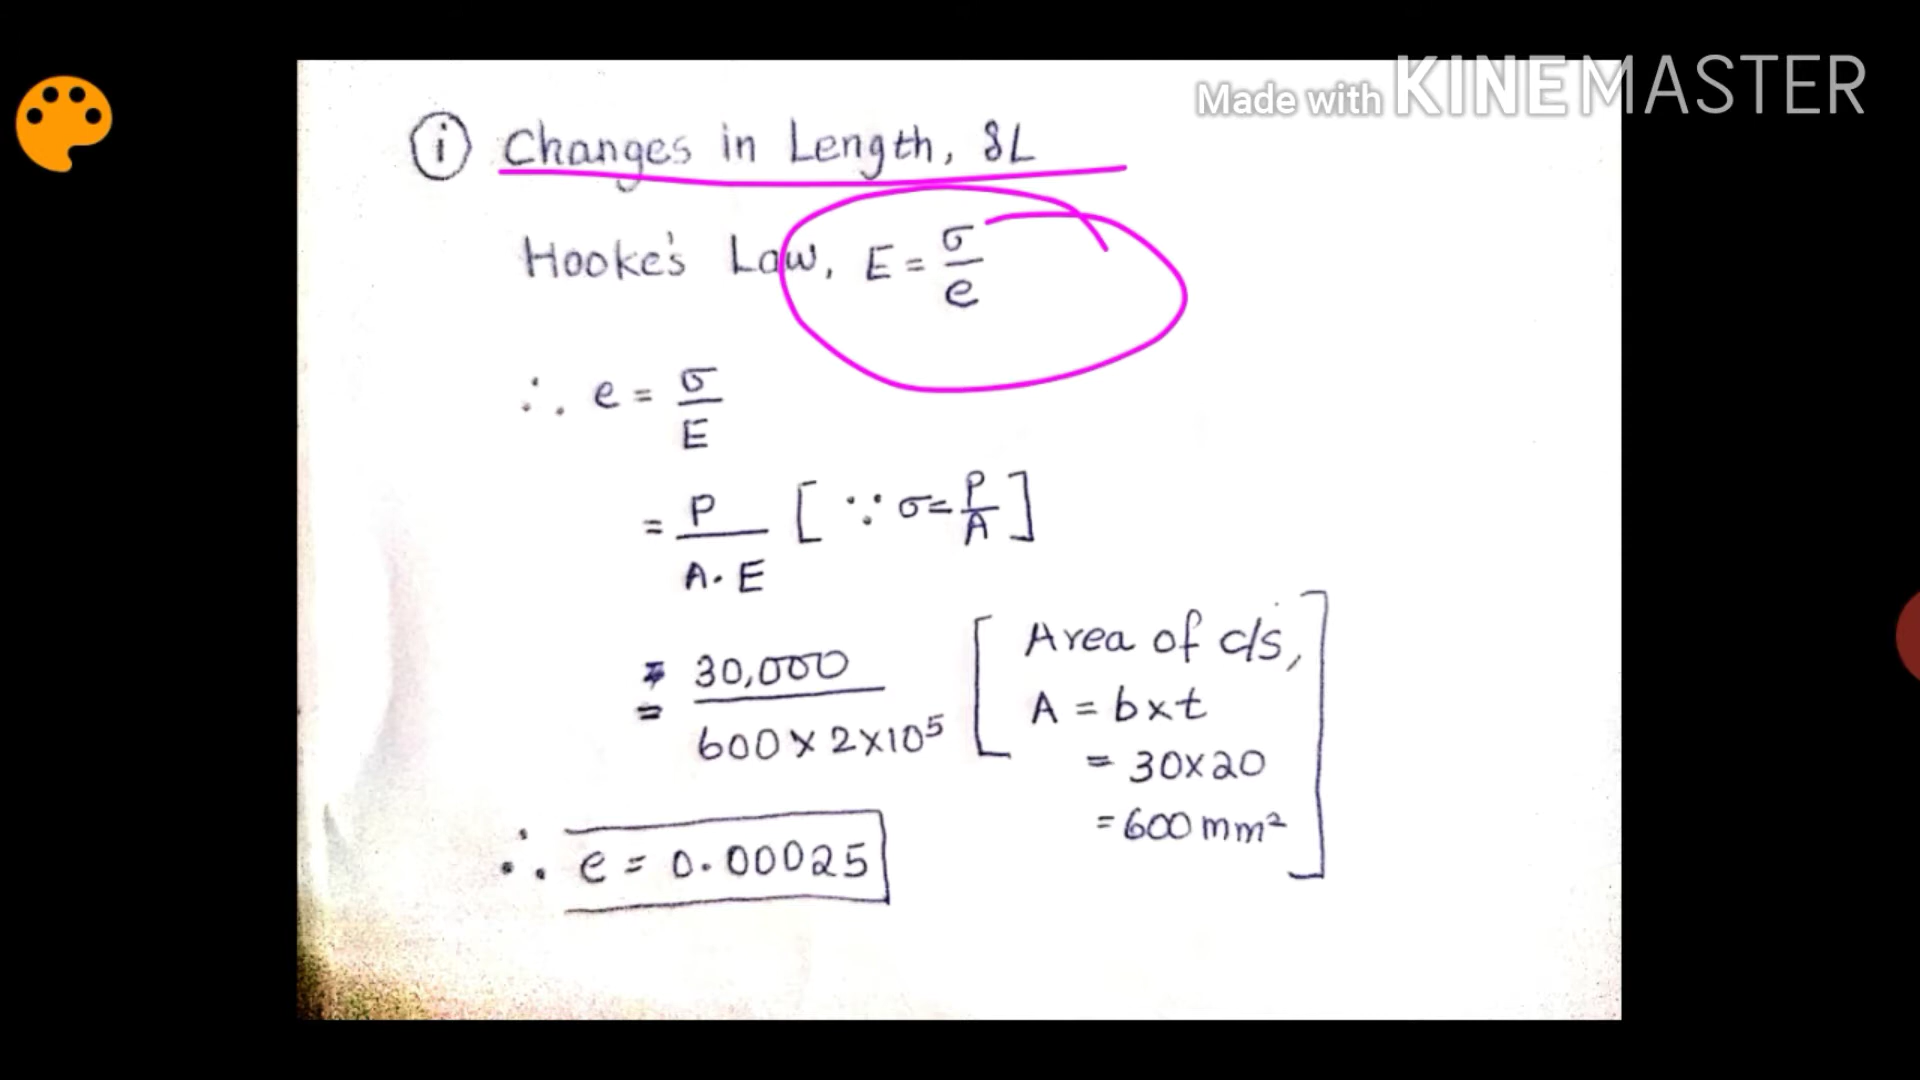 Made with KINEMASTER
i Changes in Length, δL
Hooke's Law, E = σ/e
∴ e = σ/E
= P/A·E [∵ σ = P/A]
= 30,000/600×2×10⁵
[Area of c/s,
A = b×t
= 30×20
= 600 mm²]
∴ e = 0.00025